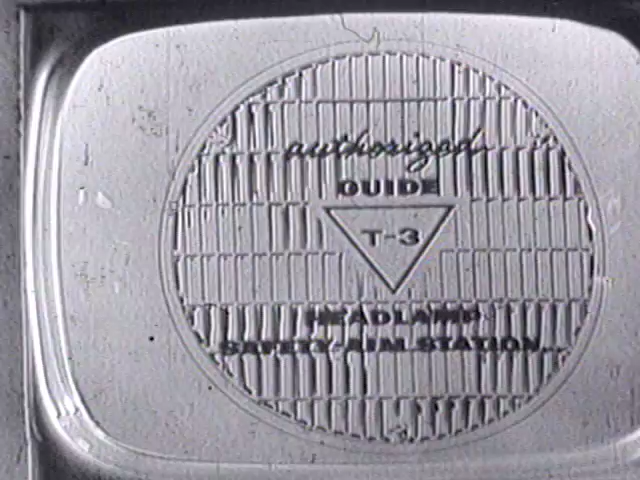 authorized
GUIDE
T-3
HEADLAMP
SAFETY-AIM STATION